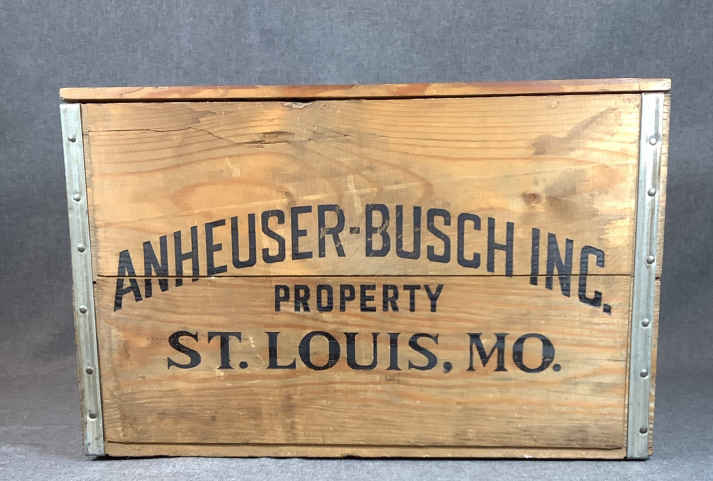 ANHEUSER-BUSCH INC.
PROPERTY
ST. LOUIS, MO.